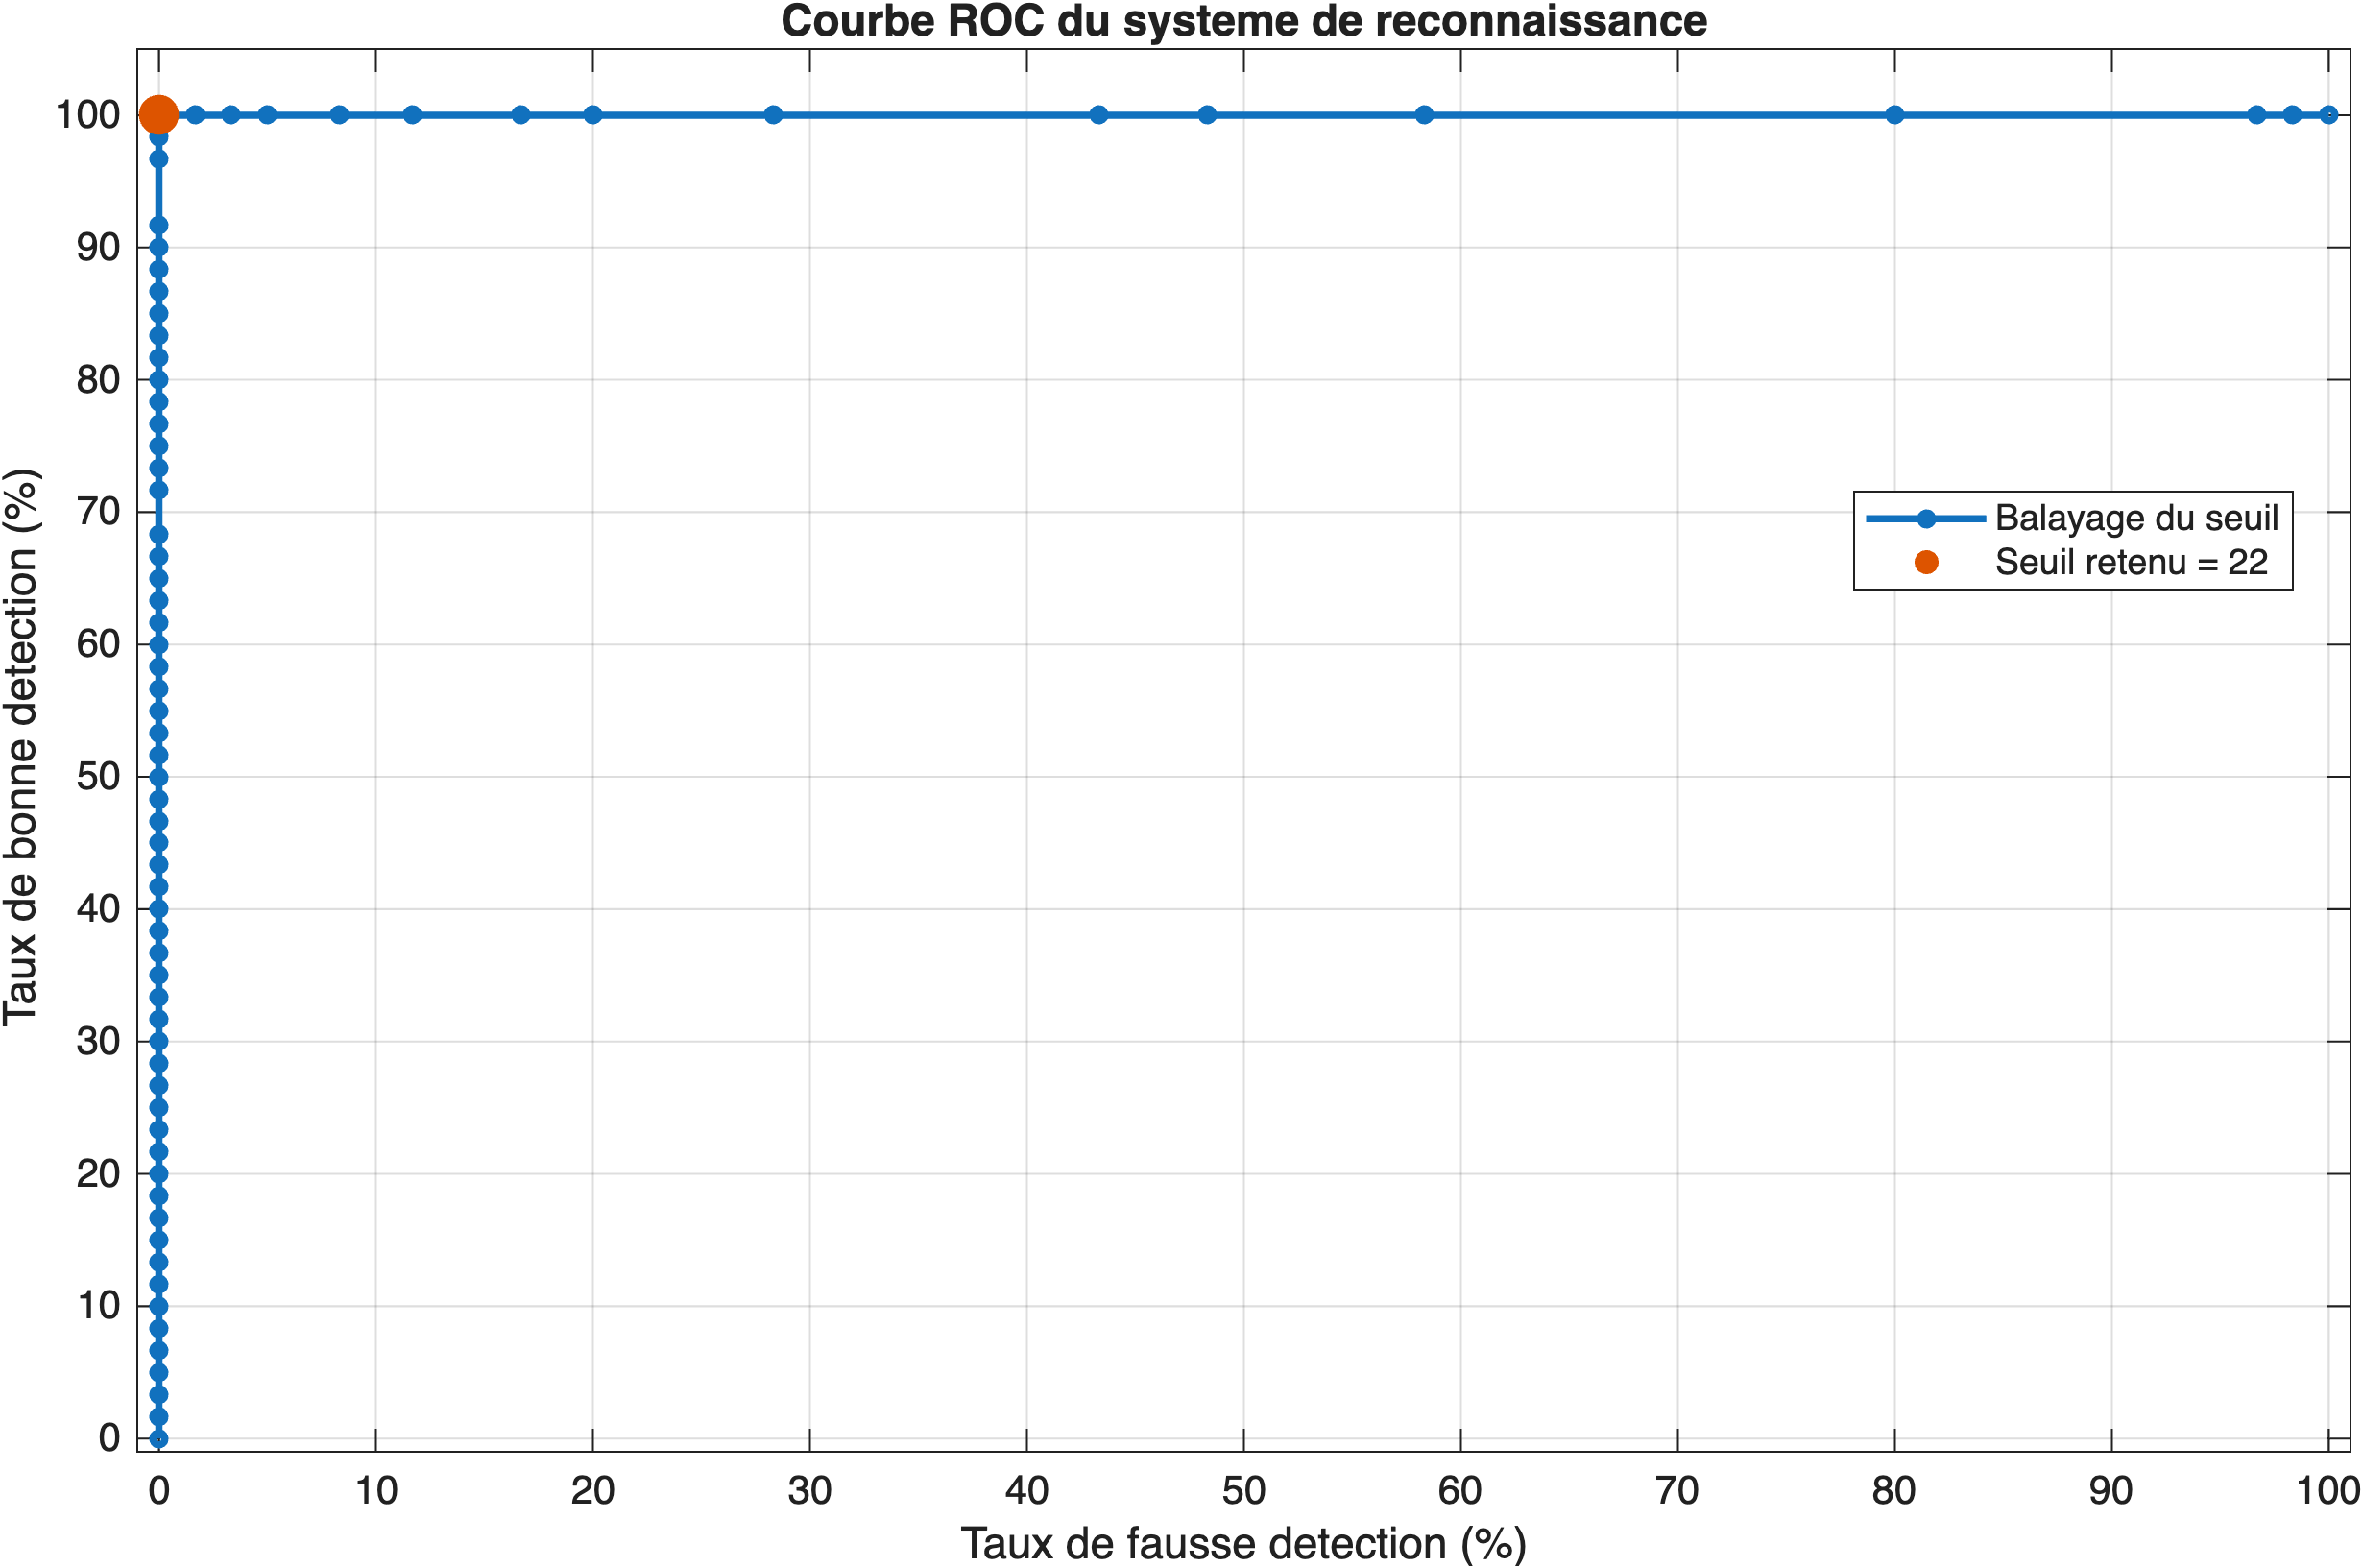 Courbe ROC du systeme de reconnaissance
Taux de bonne detection (%)
100
90
80
70
60
50
40
30
20
10
0
Balayage du seuil
Seuil retenu = 22
0 10 20 30 40 50 60 70 80 90 100
Taux de fausse detection (%)